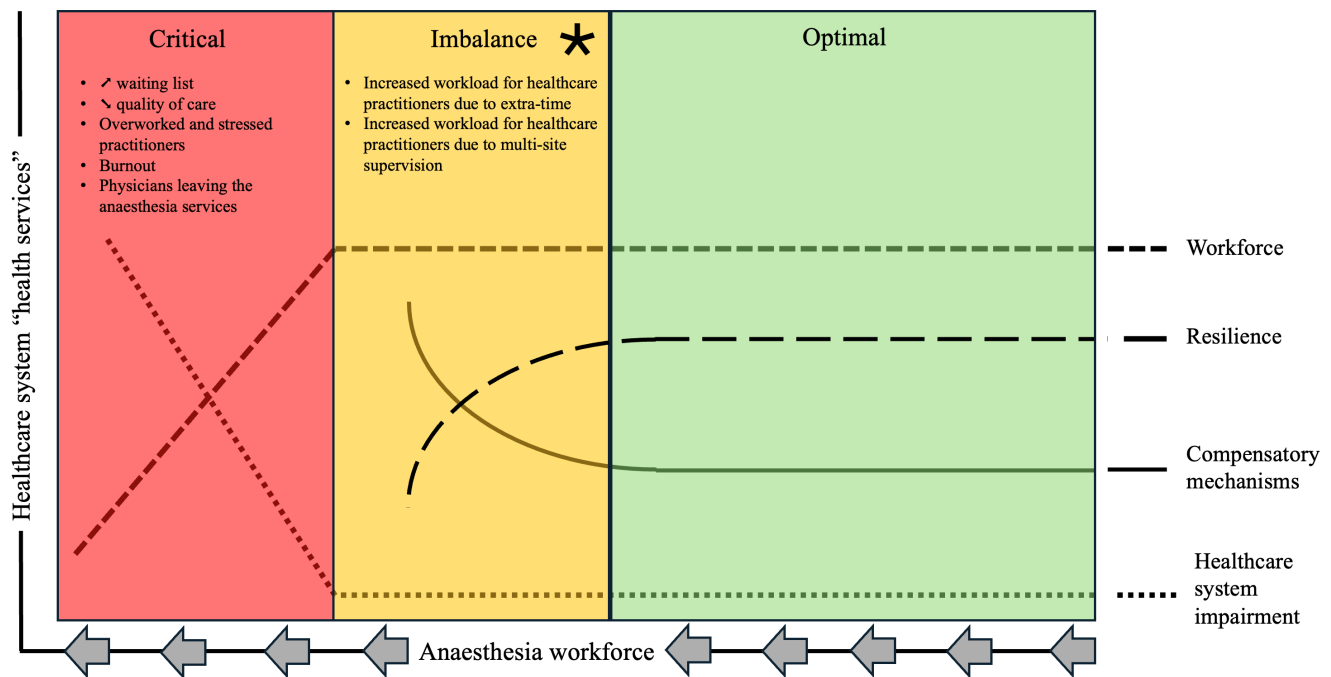 Critical
• ➚ waiting list
• ➘ quality of care
• Overworked and stressed
practitioners
• Burnout
• Physicians leaving the
anaesthesia services
Imbalance *
• Increased workload for healthcare
practitioners due to extra-time
• Increased workload for healthcare
practitioners due to multi-site
supervision
Optimal
Healthcare system “health services”
Workforce
Resilience
Compensatory
mechanisms
Healthcare
system
impairment
Anaesthesia workforce